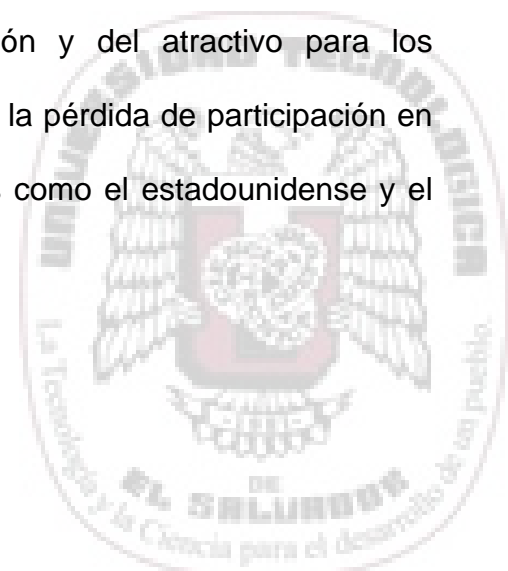 ón y del atractivo para los
la pérdida de participación en
s como el estadounidense y el
UNIVERSIDAD TECNOLOGICA
La Tecnología y la Ciencia para el desarrollo de un pueblo.
DE
EL SALVADOR